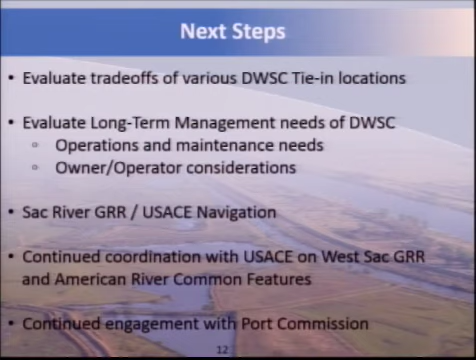 Next Steps
• Evaluate tradeoffs of various DWSC Tie-in locations
• Evaluate Long-Term Management needs of DWSC
◦ Operations and maintenance needs
◦ Owner/Operator considerations
• Sac River GRR / USACE Navigation
• Continued coordination with USACE on West Sac GRR
and American River Common Features
• Continued engagement with Port Commission
12